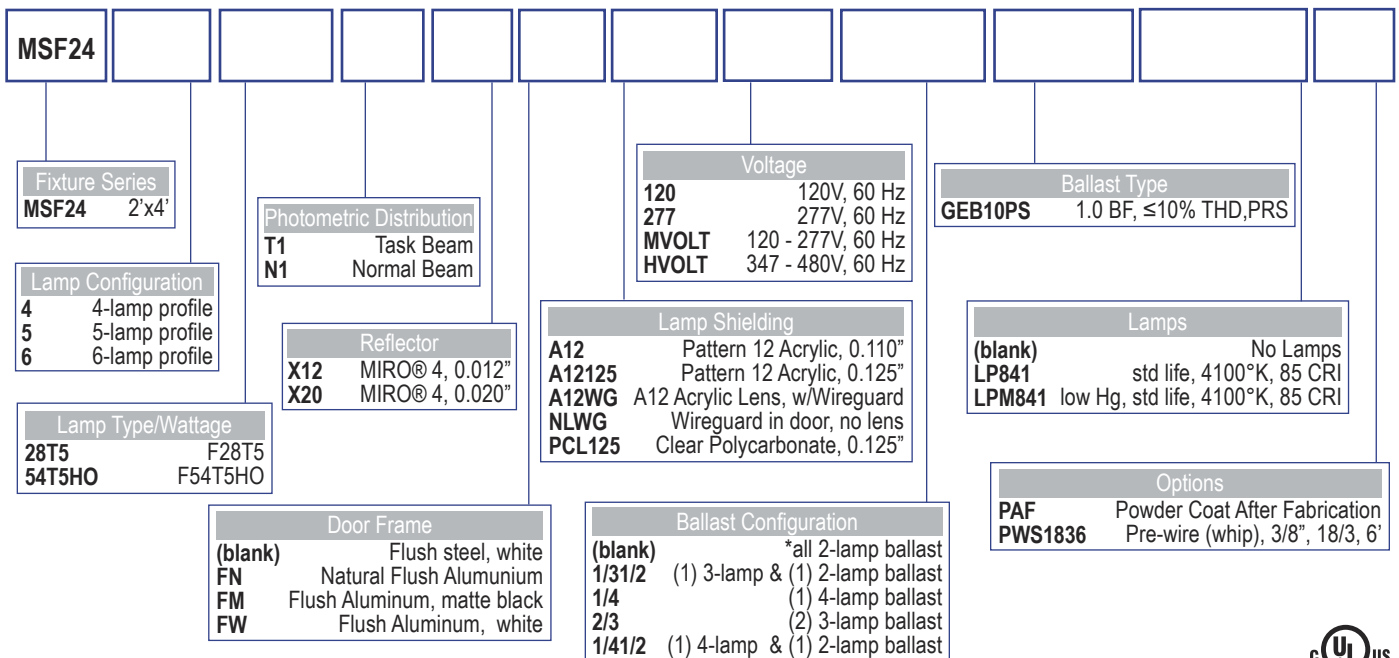 MSF24
Fixture Series
MSF24 2’x4’
Lamp Configuration
4 4-lamp profile
5 5-lamp profile
6 6-lamp profile
Lamp Type/Wattage
28T5 F28T5
54T5HO F54T5HO
Photometric Distribution
T1 Task Beam
N1 Normal Beam
Reflector
X12 MIRO® 4, 0.012”
X20 MIRO® 4, 0.020”
Door Frame
(blank) Flush steel, white
FN Natural Flush Alumunium
FM Flush Aluminum, matte black
FW Flush Aluminum, white
Lamp Shielding
A12 Pattern 12 Acrylic, 0.110”
A12125 Pattern 12 Acrylic, 0.125”
A12WG A12 Acrylic Lens, w/Wireguard
NLWG Wireguard in door, no lens
PCL125 Clear Polycarbonate, 0.125”
Voltage
120 120V, 60 Hz
277 277V, 60 Hz
MVOLT 120 - 277V, 60 Hz
HVOLT 347 - 480V, 60 Hz
Ballast Configuration
(blank) *all 2-lamp ballast
1/31/2 (1) 3-lamp & (1) 2-lamp ballast
1/4 (1) 4-lamp ballast
2/3 (2) 3-lamp ballast
1/41/2 (1) 4-lamp & (1) 2-lamp ballast
Ballast Type
GEB10PS 1.0 BF, ≤10% THD,PRS
Lamps
(blank) No Lamps
LP841 std life, 4100°K, 85 CRI
LPM841 low Hg, std life, 4100°K, 85 CRI
Options
PAF Powder Coat After Fabrication
PWS1836 Pre-wire (whip), 3/8”, 18/3, 6’
c UL us